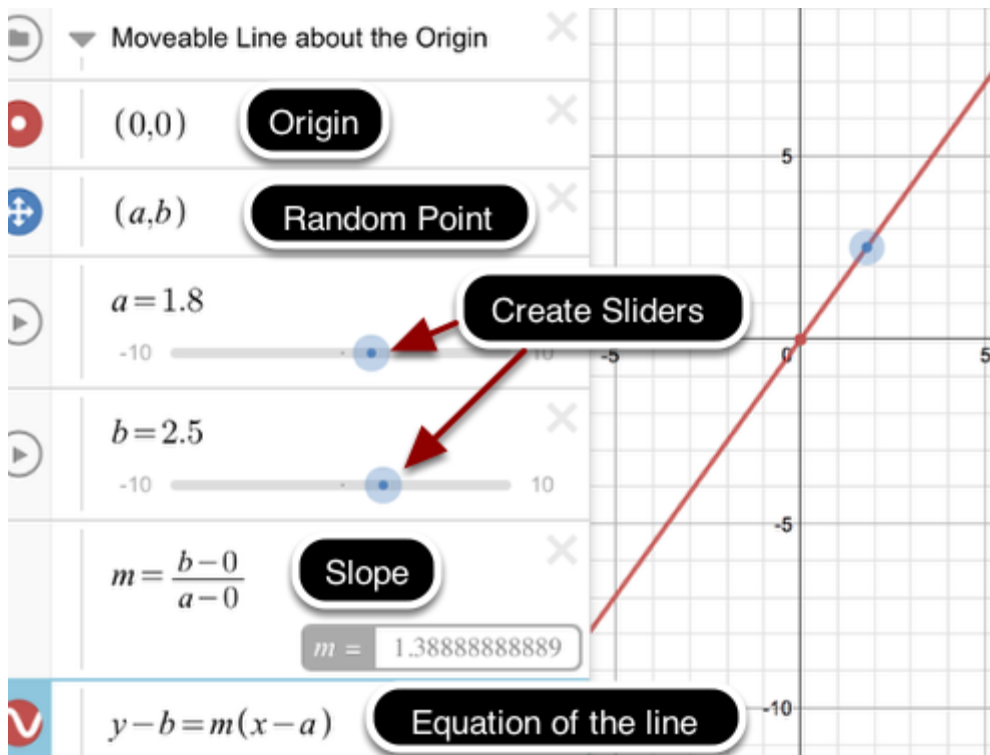 Moveable Line about the Origin
(0,0) Origin
(a,b) Random Point
a=1.8
Create Sliders
-10 10
b=2.5
-10 10
m=\frac{b-0}{a-0} Slope
m = 1.38888888889
y-b=m(x-a) Equation of the line
5
-5 0 5
-5
-10